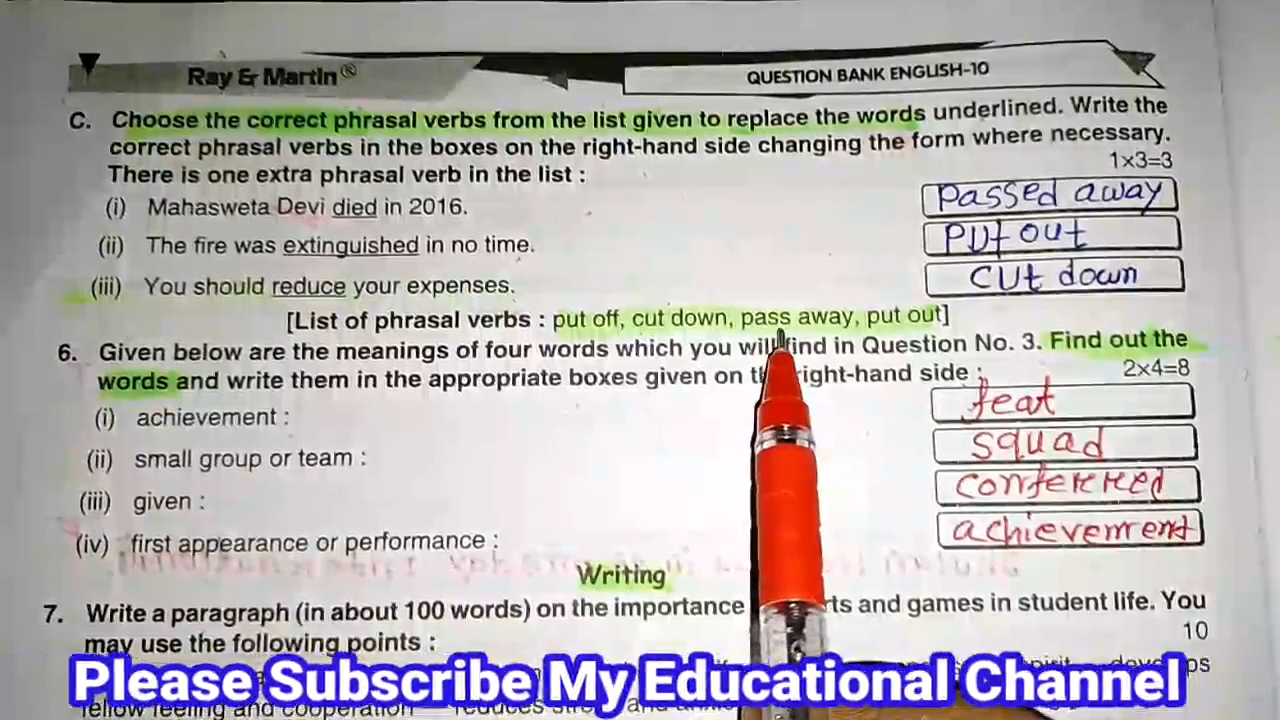 Ray & Martin®
QUESTION BANK ENGLISH-10
C. Choose the correct phrasal verbs from the list given to replace the words underlined. Write the
correct phrasal verbs in the boxes on the right-hand side changing the form where necessary.
There is one extra phrasal verb in the list :
1×3=3
(i) Mahasweta Devi died in 2016.
Passed away
(ii) The fire was extinguished in no time.
Put out
(iii) You should reduce your expenses.
Cut down
[List of phrasal verbs : put off, cut down, pass away, put out]
6. Given below are the meanings of four words which you will find in Question No. 3. Find out the
words and write them in the appropriate boxes given on right-hand side :
2×4=8
(i) achievement :
feat
(ii) small group or team :
squad
(iii) given :
conferred
(iv) first appearance or performance :
achievement
Writing
7. Write a paragraph (in about 100 words) on the importance and games in student life. You
may use the following points :
10
Please Subscribe My Educational Channel
fellow feeling and cooperation